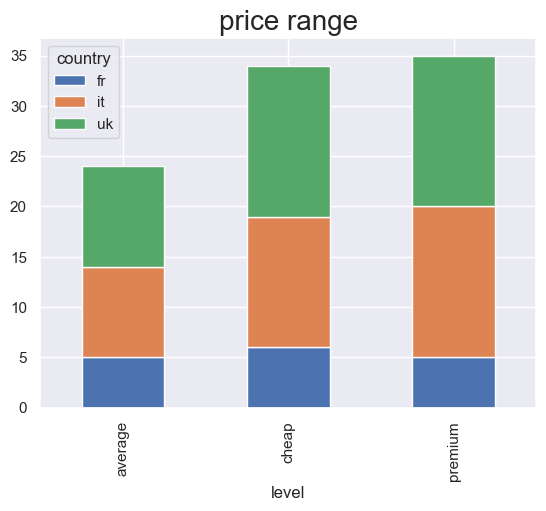 price range
country
fr
it
uk
35
30
25
20
15
10
5
0
average
cheap
premium
level